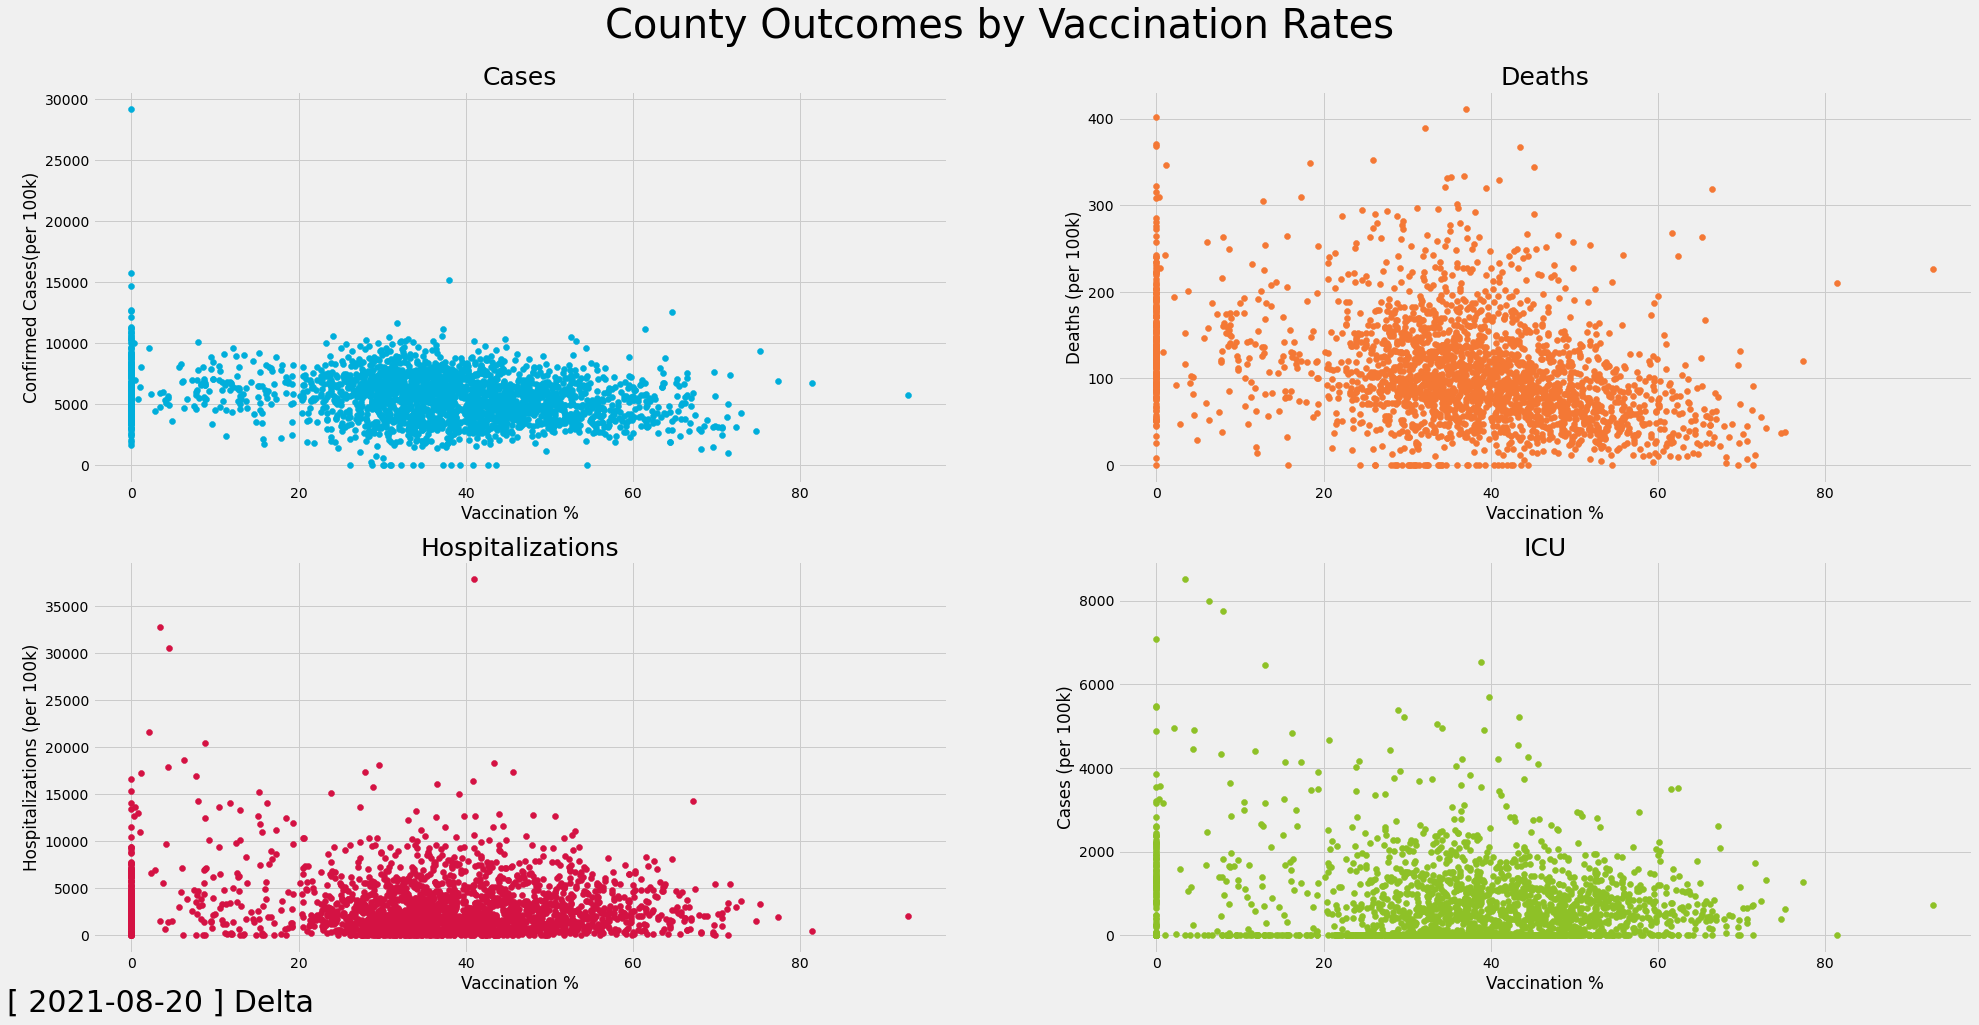 County Outcomes by Vaccination Rates
Cases
30000
25000
20000
15000
10000
5000
0
Confirmed Cases(per 100k)
0 20 40 60 80
Vaccination %
Deaths
400
300
200
100
0
Deaths (per 100k)
0 20 40 60 80
Vaccination %
Hospitalizations
35000
30000
25000
20000
15000
10000
5000
0
Hospitalizations (per 100k)
0 20 40 60 80
Vaccination %
ICU
8000
6000
4000
2000
0
Cases (per 100k)
0 20 40 60 80
Vaccination %
[ 2021-08-20 ] Delta